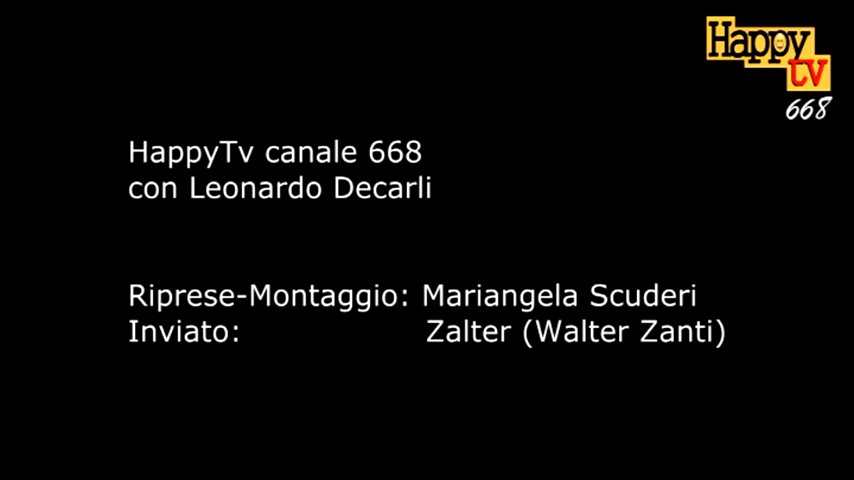 Happy
tv
668
HappyTv canale 668
con Leonardo Decarli
Riprese-Montaggio: Mariangela Scuderi
Inviato: Zalter (Walter Zanti)